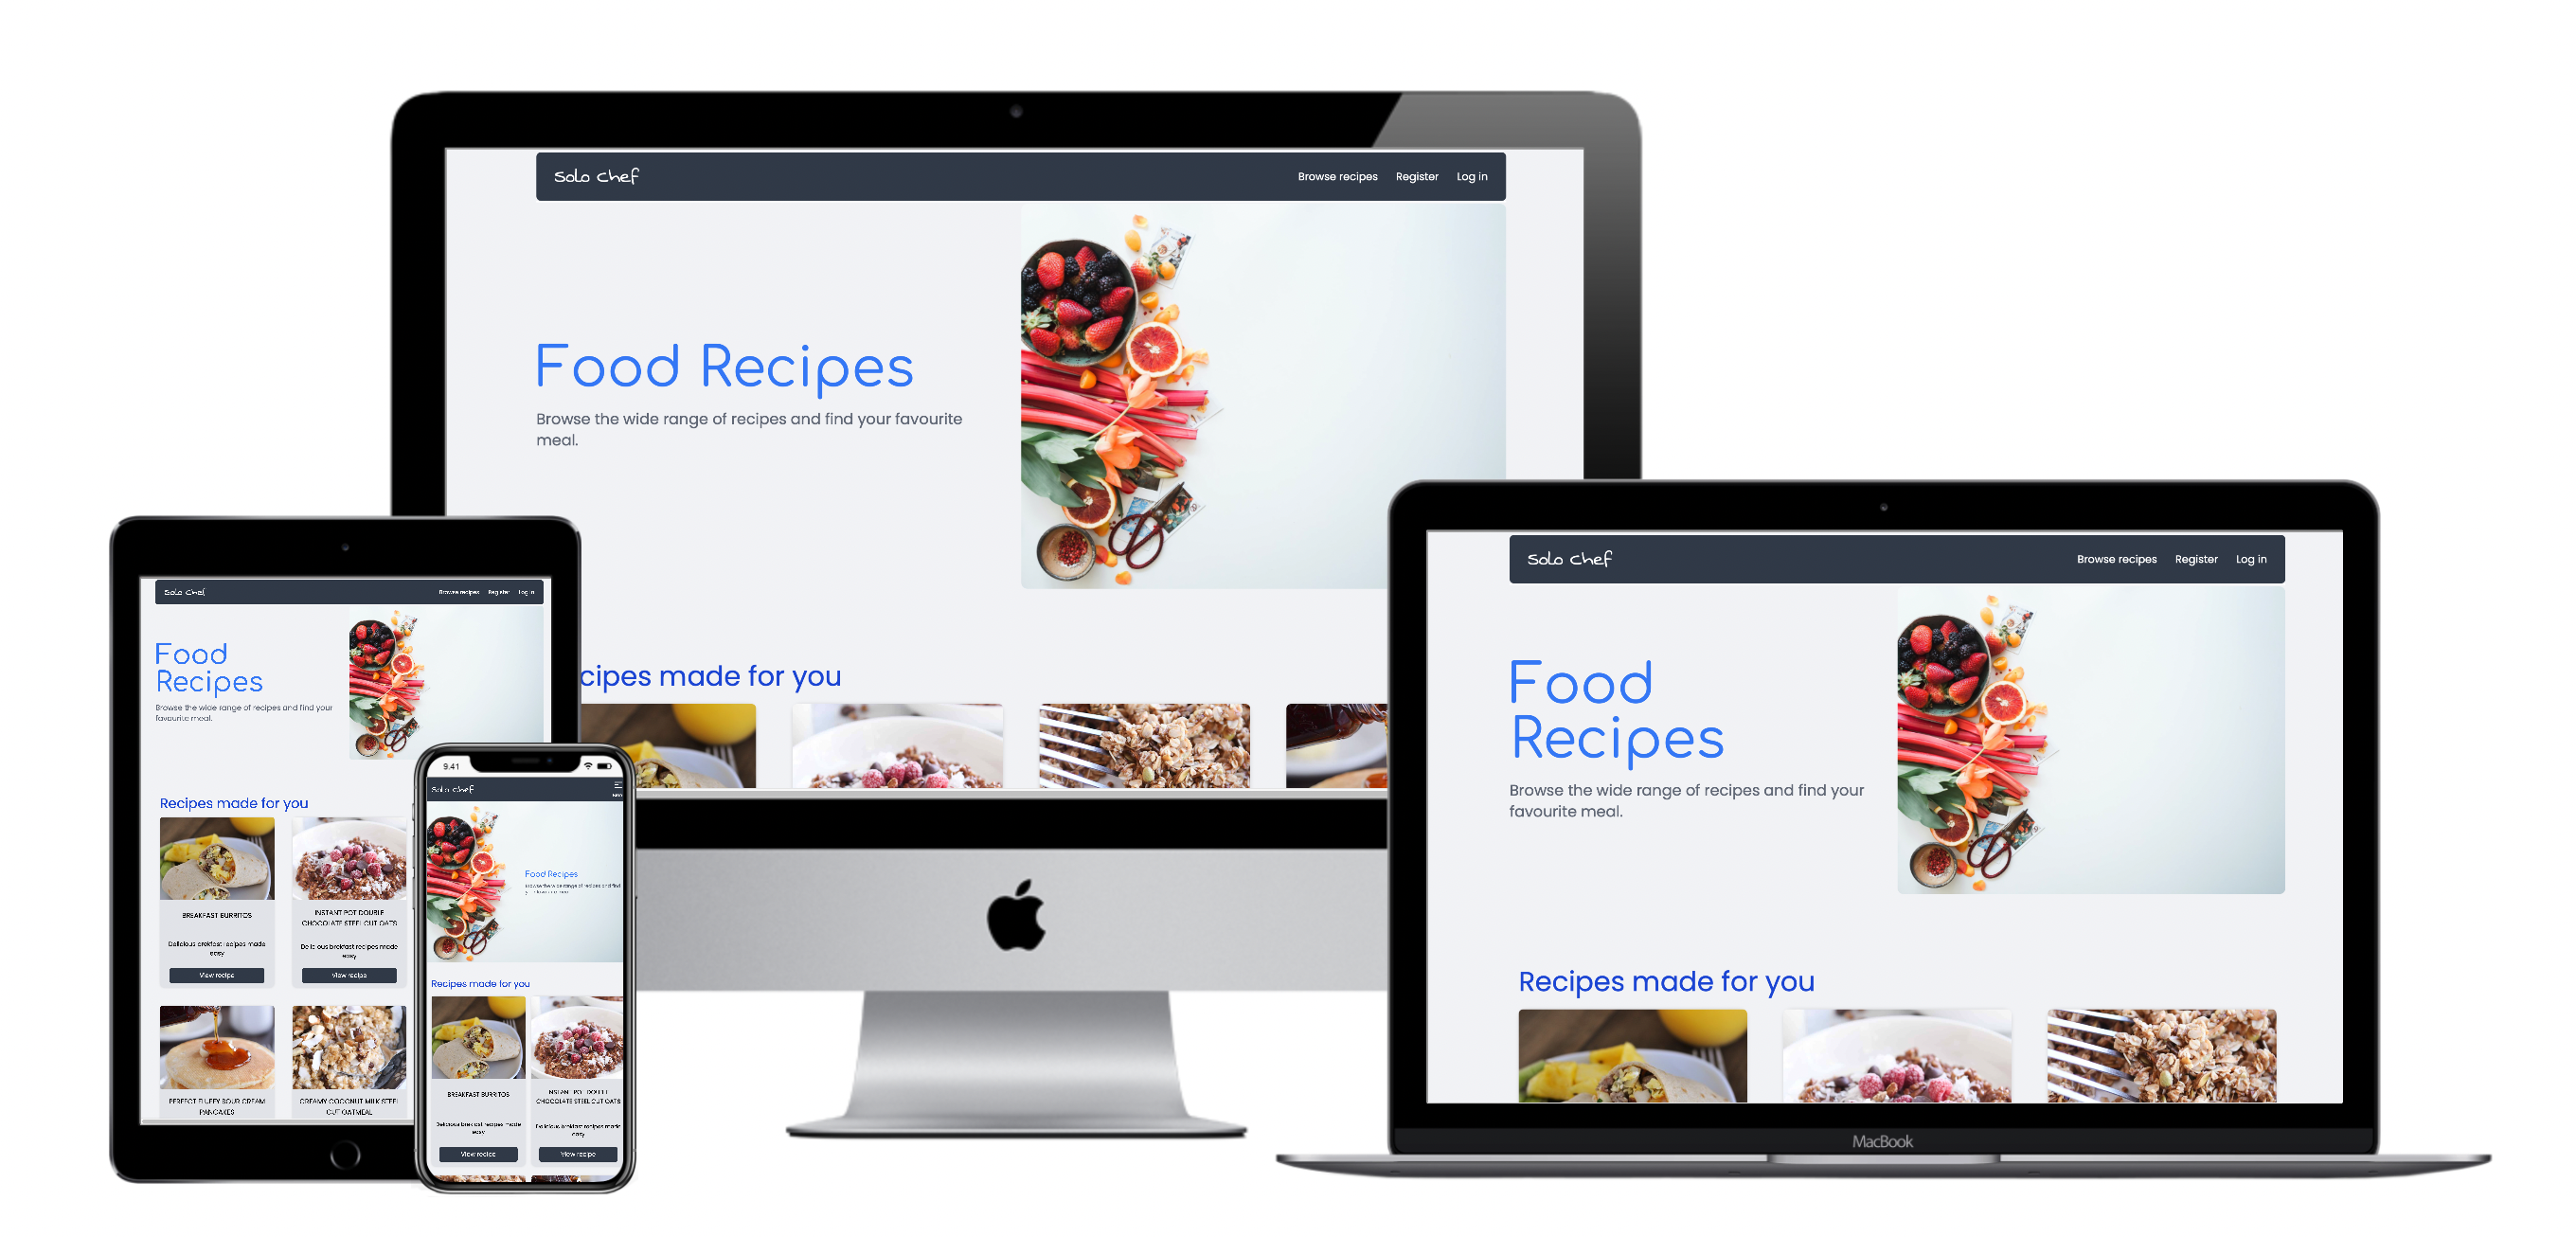 Solo Chef
Browse recipes Register Log in
Food Recipes
Browse the wide range of recipes and find your favourite
meal.
cipes made for you
Solo Chef
Browse recipes Register Log in
Food
Recipes
Browse the wide range of recipes and find your
favourite meal.
Recipes made for you
BREAKFAST BURRITOS
INSTANT POT DOUBLE
CHOCOLATE STEEL CUT OATS
Delicious brekfast recipes made
easy
Delicious brekfast recipes made
easy
View recipe
View recipe
PERFECT FLUFFY SOUR CREAM
PANCAKES
CREAMY COCONUT MILK STEEL
CUT OATMEAL
9:41
Solo Chef
Food Recipes
Browse the wide range of recipes and find
Recipes made for you
BREAKFAST BURRITOS
INSTANT POT DOUBLE
CHOCOLATE STEEL CUT OATS
Delicious brekfast recipes made
easy
Delicious brekfast recipes made
easy
View recipe
View recipe
Solo Chef
Browse recipes Register Log in
Food
Recipes
Browse the wide range of recipes and find your
favourite meal.
Recipes made for you
MacBook